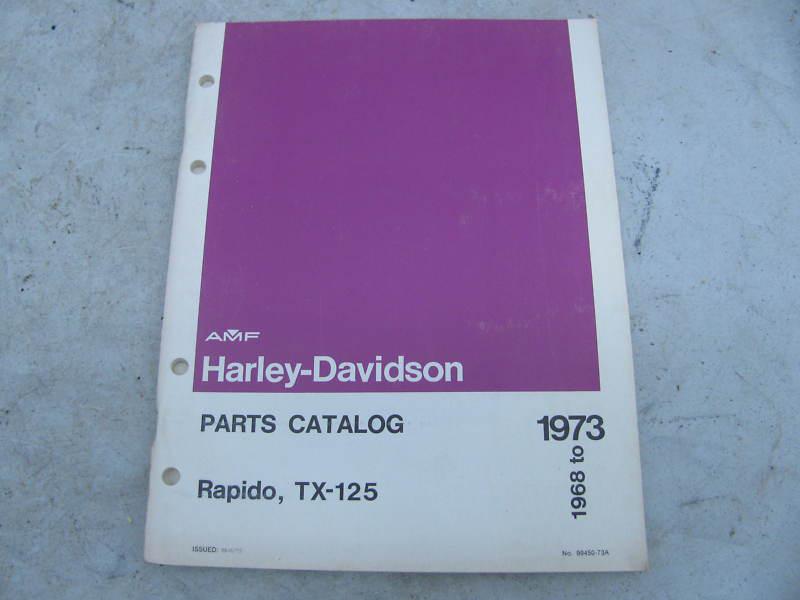 AMF
Harley-Davidson
PARTS CATALOG
1968 to 1973
Rapido, TX-125
ISSUED:
No. 99450-73A